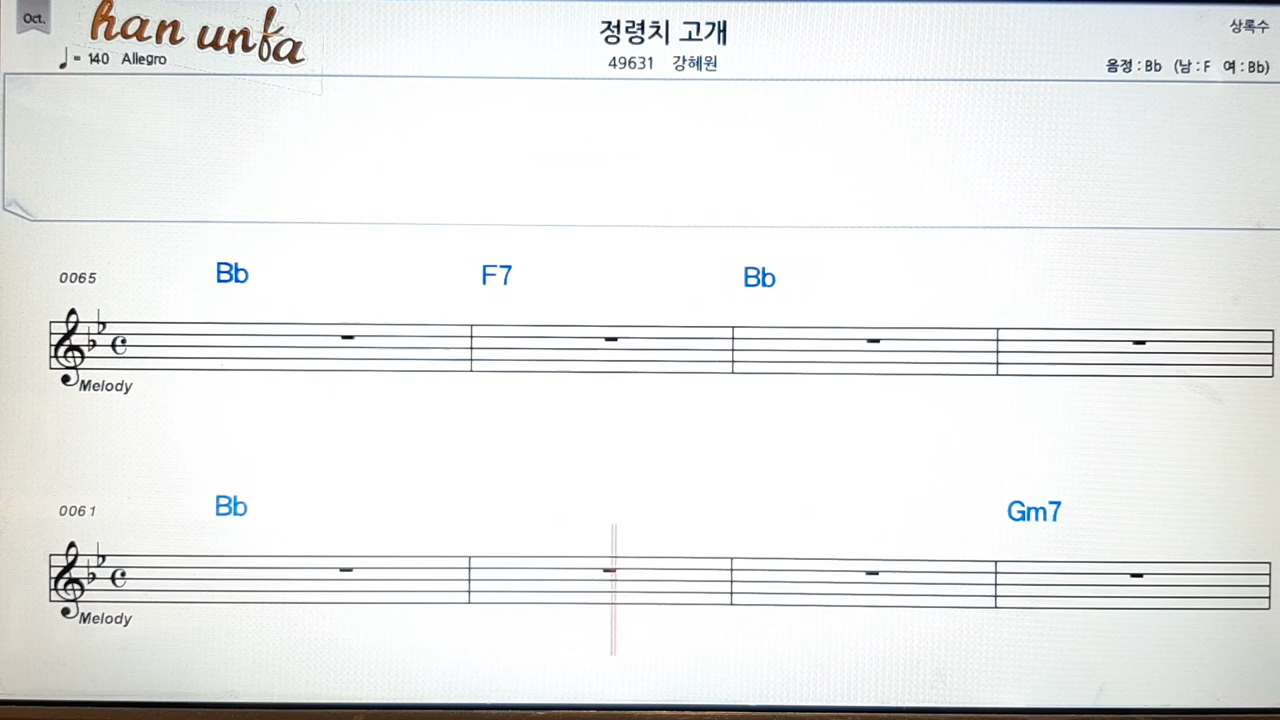 Oct.
han unfa
정령치 고개
상록수
♩= 140 Allegro
49631 강혜원
음정 : Bb (남 : F 여 : Bb)
0065 Bb F7 Bb
Melody
0061 Bb Gm7
Melody